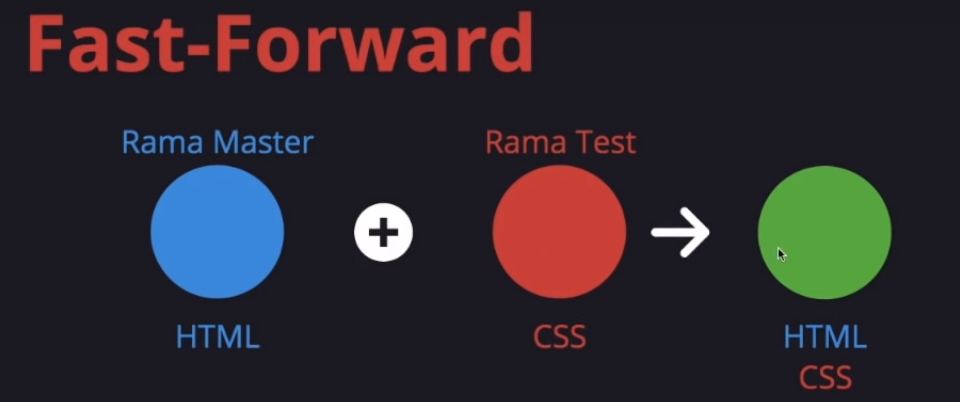 Fast-Forward
Rama Master
Rama Test
HTML
CSS
HTML
CSS